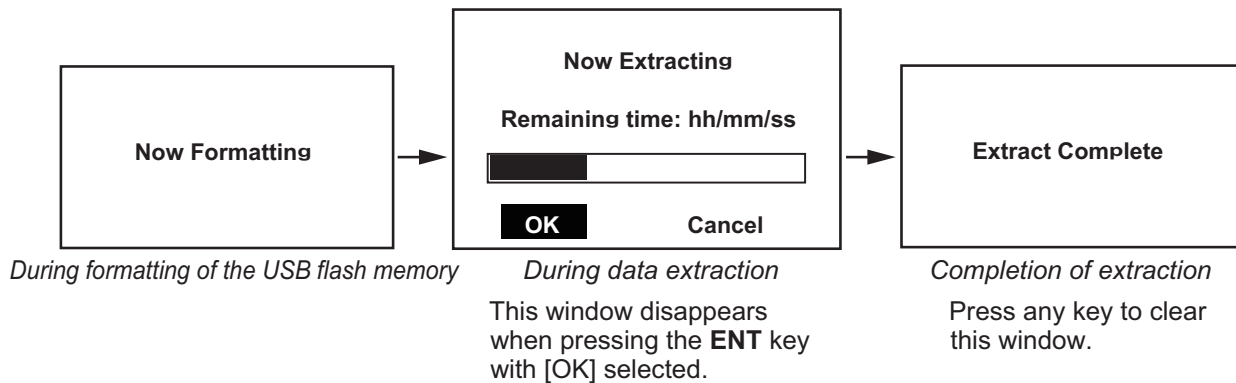 Now Formatting
During formatting of the USB flash memory
Now Extracting
Remaining time: hh/mm/ss
OK Cancel
During data extraction
This window disappears
when pressing the ENT key
with [OK] selected.
Extract Complete
Completion of extraction
Press any key to clear
this window.